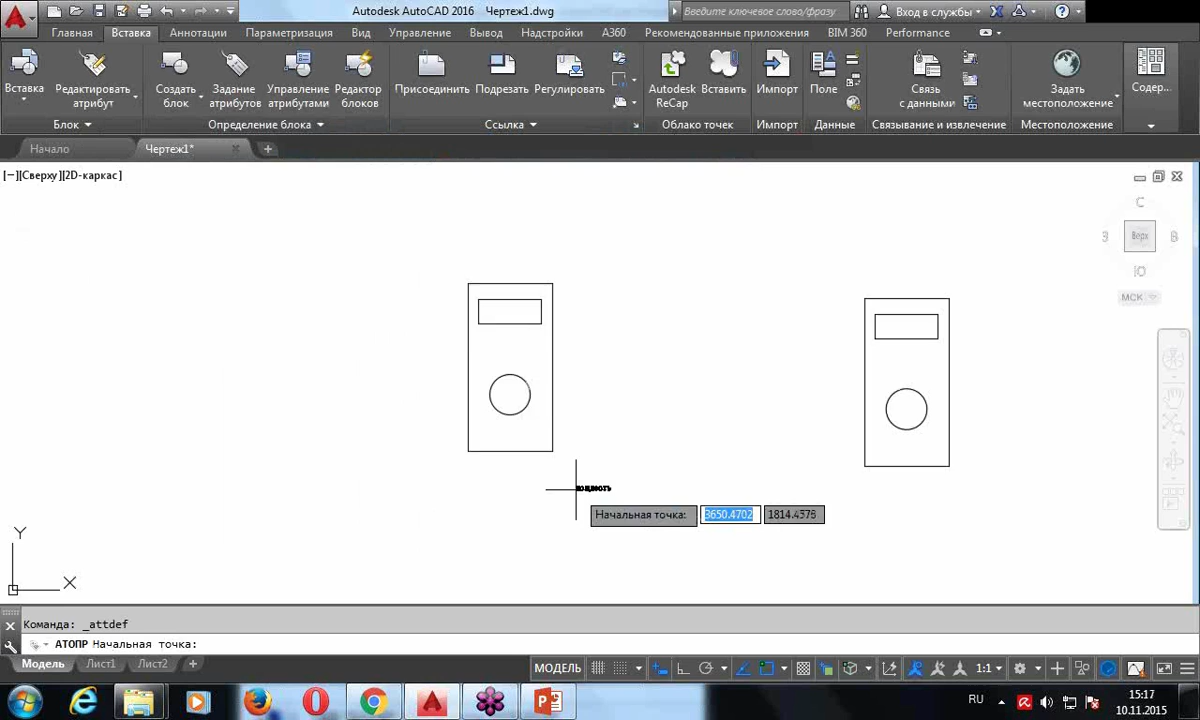 Autodesk AutoCAD 2016 Чертеж1.dwg
Введите ключевое слово/фразу
Вход в службы
Главная Вставка Аннотации Параметризация Вид Управление Вывод Надстройки A360 Рекомендованные приложения BIM 360 Performance
Вставка
Редактировать атрибут
Создать блок
Задание атрибутов
Управление атрибутами
Редактор блоков
Присоединить
Подрезать
Регулировать
Autodesk ReCap
Вставить
Импорт
Поле
Связь с данными
Задать местоположение
Содер...
Блок Определение блока Ссылка Облако точек Импорт Данные Связывание и извлечение Местоположение
Начало Чертеж1* +
[−][Сверху][2D-каркас]
С
З Верх В
Ю
МСК
мощность
Начальная точка: 3650.4702 1814.4376
Y
X
Команда: _attdef
АТОПР Начальная точка:
Модель Лист1 Лист2 +
МОДЕЛЬ 1:1
RU
15:17
10.11.2015